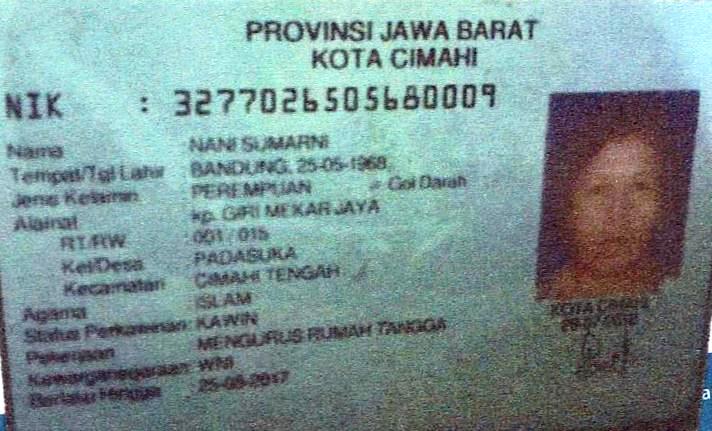 PROVINSI JAWA BARAT
KOTA CIMAHI
NIK : 3277026505680009
Nama : NANI SUMARNI
Tempat/Tgl Lahir : BANDUNG, 25-05-1968
Jenis Kelamin : PEREMPUAN Gol Darah
Alamat : kp. GIRI MEKAR JAYA
RT/RW : 001 / 015
Kel/Desa : PADASUKA
Kecamatan : CIMAHI TENGAH
Agama : ISLAM
Status Perkawinan : KAWIN
Pekerjaan : MENGURUS RUMAH TANGGA
Kewarganegaraan : WNI
Berlaku Hingga : 25-05-2017
KOTA CIMAHI